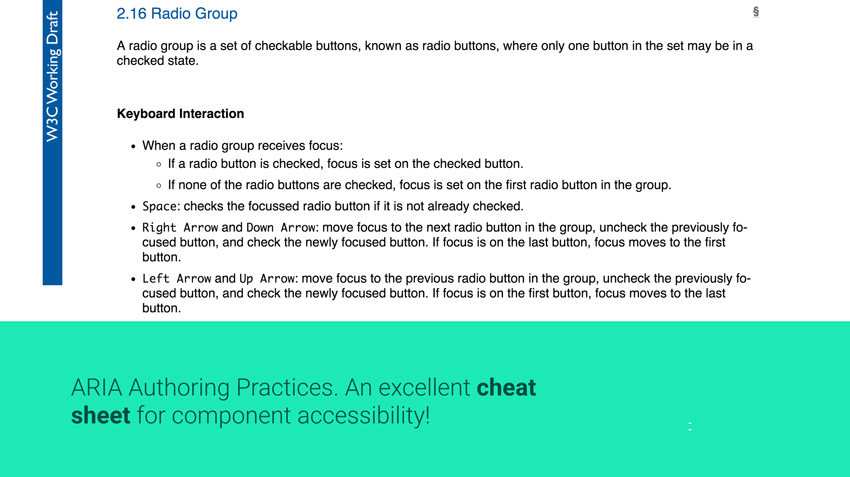 2.16 Radio Group
§
W3C Working Draft
A radio group is a set of checkable buttons, known as radio buttons, where only one button in the set may be in a
checked state.
Keyboard Interaction
• When a radio group receives focus:
◦ If a radio button is checked, focus is set on the checked button.
◦ If none of the radio buttons are checked, focus is set on the first radio button in the group.
• Space: checks the focussed radio button if it is not already checked.
• Right Arrow and Down Arrow: move focus to the next radio button in the group, uncheck the previously fo-
cused button, and check the newly focused button. If focus is on the last button, focus moves to the first
button.
• Left Arrow and Up Arrow: move focus to the previous radio button in the group, uncheck the previously fo-
cused button, and check the newly focused button. If focus is on the first button, focus moves to the last
button.
ARIA Authoring Practices. An excellent cheat
sheet for component accessibility!